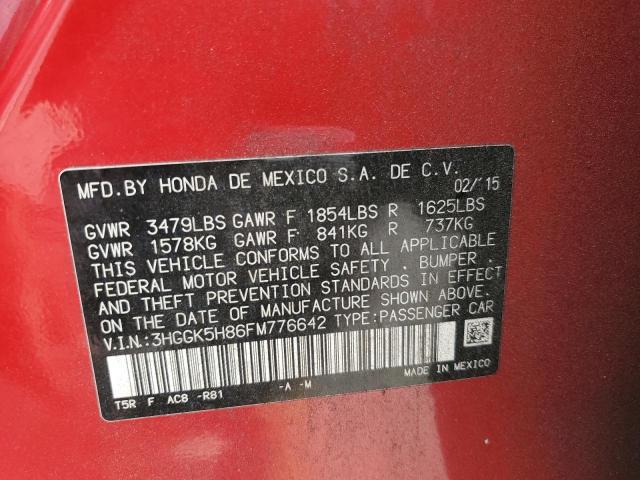 MFD.BY HONDA DE MEXICO S.A. DE C.V.
02/'15
GVWR 3479LBS GAWR F 1854LBS R 1625LBS
GVWR 1578KG GAWR F 841KG R 737KG
THIS VEHICLE CONFORMS TO ALL APPLICABLE
FEDERAL MOTOR VEHICLE SAFETY , BUMPER ,
AND THEFT PREVENTION STANDARDS IN EFFECT
ON THE DATE OF MANUFACTURE SHOWN ABOVE.
V.I.N.:3HGGK5H86FM776642 TYPE:PASSENGER CAR
MADE IN MEXICO
T5R F AC8 -R81 -A -M